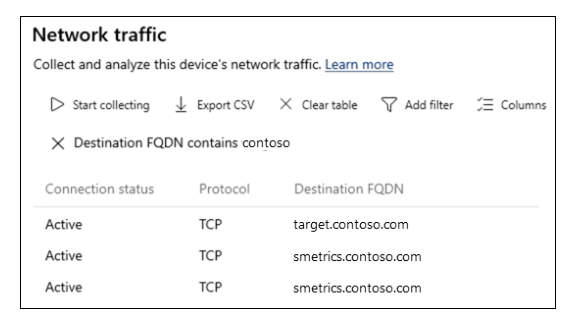 Network traffic
Collect and analyze this device's network traffic. Learn more
Start collecting Export CSV Clear table Add filter Columns
Destination FQDN contains contoso
Connection status Protocol Destination FQDN
Active TCP target.contoso.com
Active TCP smetrics.contoso.com
Active TCP smetrics.contoso.com